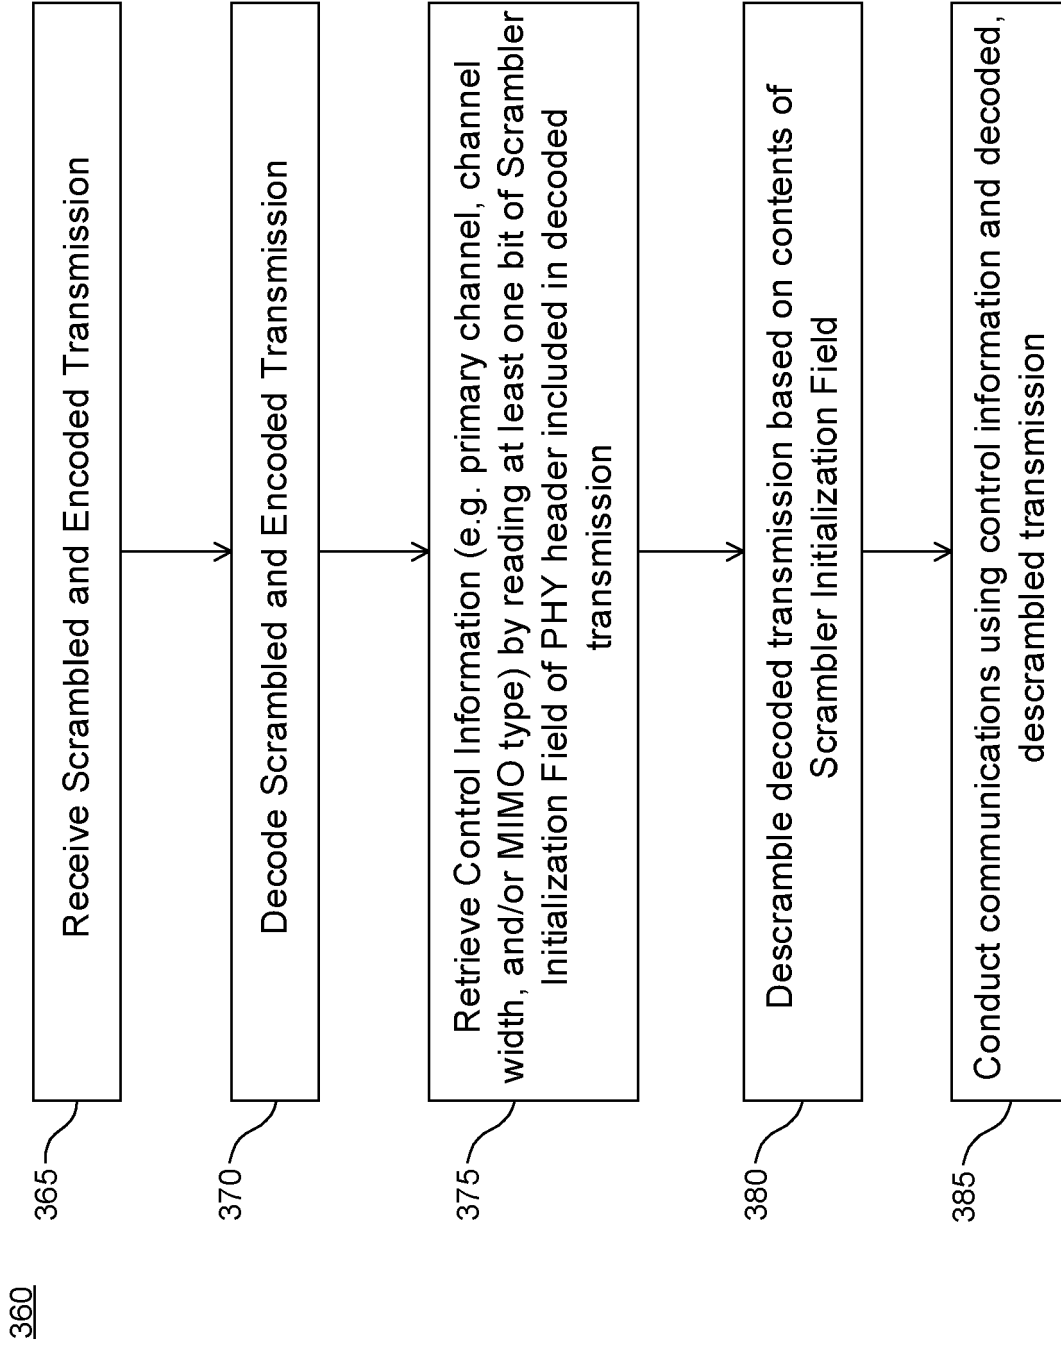 360
365
Receive Scrambled and Encoded Transmission
370
Decode Scrambled and Encoded Transmission
375
Retrieve Control Information (e.g. primary channel, channel
width, and/or MIMO type) by reading at least one bit of Scrambler
Initialization Field of PHY header included in decoded
transmission
380
Descramble decoded transmission based on contents of
Scrambler Initialization Field
385
Conduct communications using control information and decoded,
descrambled transmission